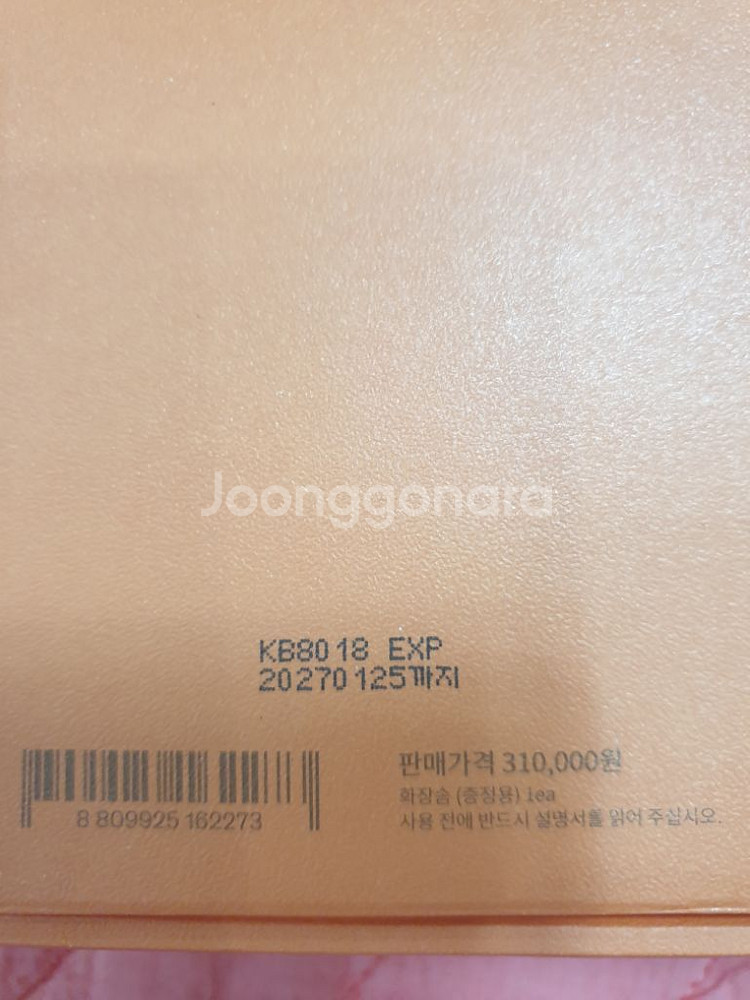 Joonggonara
KB8018 EXP
20270125까지
판매가격 310,000원
화장솜 (증정용) 1ea
사용 전에 반드시 설명서를 읽어 주십시오.
8 809925 162273